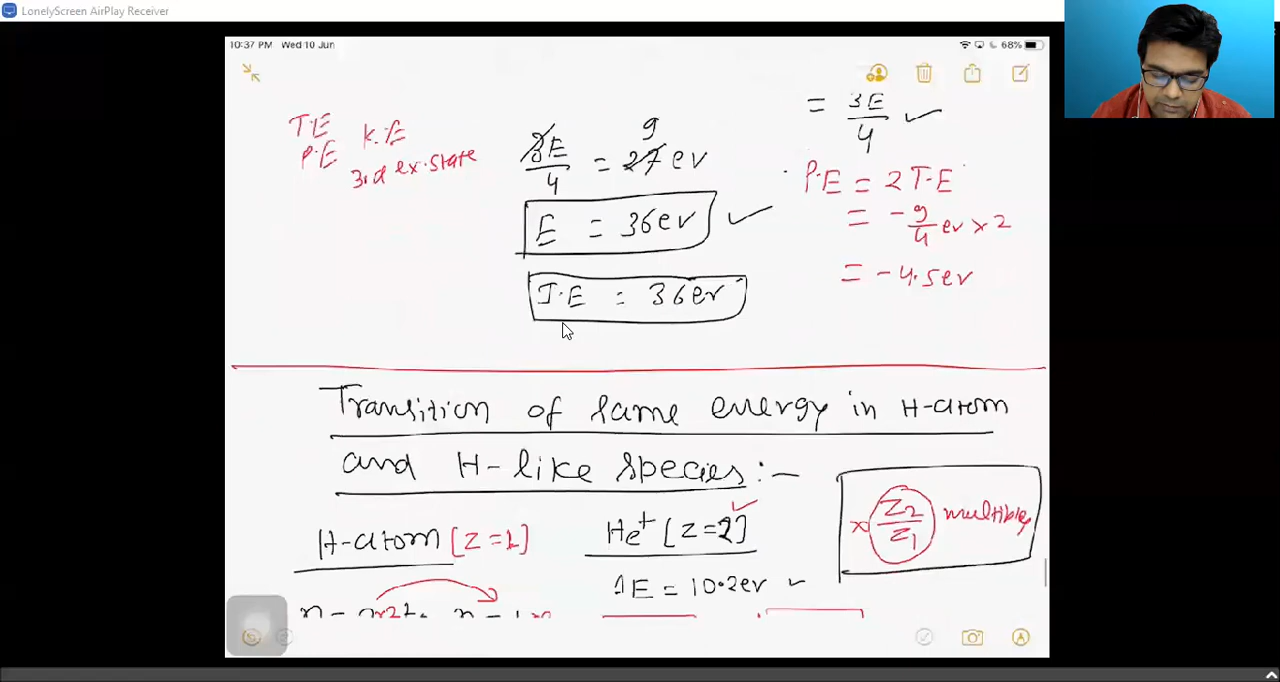 LonelyScreen AirPlay Receiver
10:37 PM Wed 10 Jun
68%
T.E
P.E K.E
3rd ex.state
3E/4 = 27 ev
9
E = 36ev
I.E = 36ev
= 3E/4
P.E = 2 T.E
= -9/4 ev x 2
= -4.5ev
Transition of same energy in H-atom
and H-like species:-
H-atom [Z=1]
He+ [Z=2]
ΔE = 10.2ev
x Z2/Z1 multiply